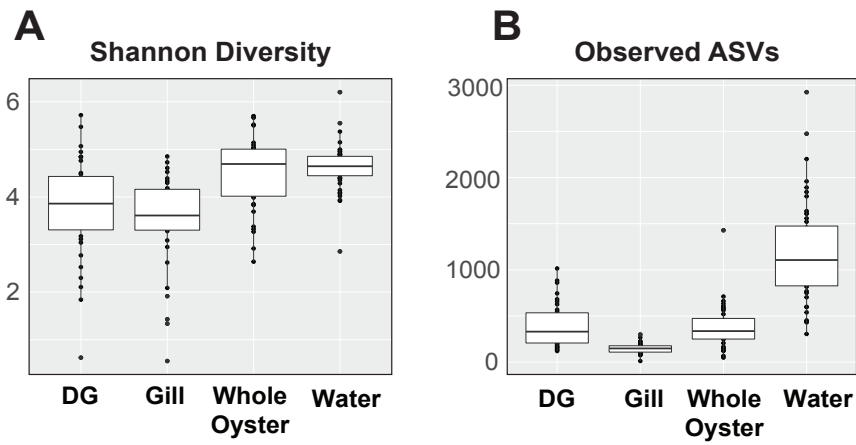 A
Shannon Diversity
6
4
2
DG Gill Whole Oyster Water
B
Observed ASVs
3000
2000
1000
0
DG Gill Whole Oyster Water